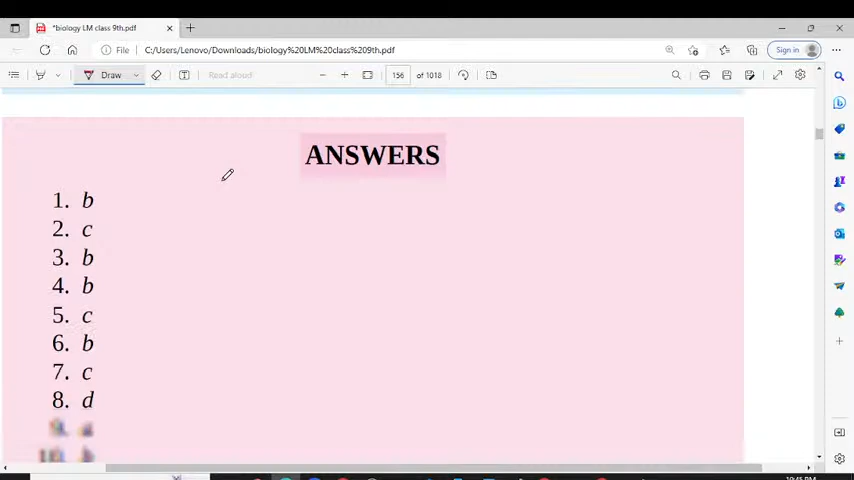 *biology LM class 9th.pdf
File
C:/Users/Lenovo/Downloads/biology%20LM%20class%209th.pdf
Sign in
Draw
Read aloud
156 of 1018
ANSWERS
1. b
2. c
3. b
4. b
5. c
6. b
7. c
8. d